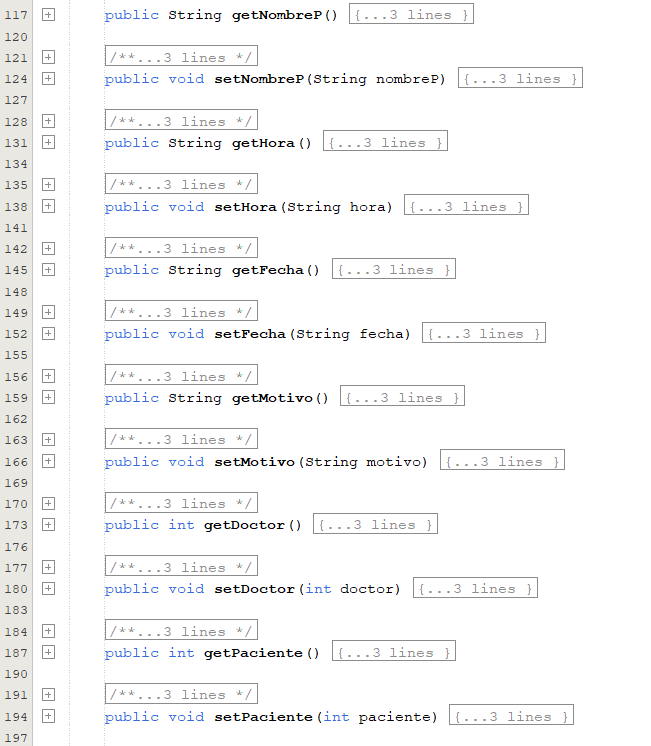 117 public String getNombreP() {...3 lines }
120
121 /**...3 lines */
124 public void setNombreP(String nombreP) {...3 lines }
127
128 /**...3 lines */
131 public String getHora() {...3 lines }
134
135 /**...3 lines */
138 public void setHora(String hora) {...3 lines }
141
142 /**...3 lines */
145 public String getFecha() {...3 lines }
148
149 /**...3 lines */
152 public void setFecha(String fecha) {...3 lines }
155
156 /**...3 lines */
159 public String getMotivo() {...3 lines }
162
163 /**...3 lines */
166 public void setMotivo(String motivo) {...3 lines }
169
170 /**...3 lines */
173 public int getDoctor() {...3 lines }
176
177 /**...3 lines */
180 public void setDoctor(int doctor) {...3 lines }
183
184 /**...3 lines */
187 public int getPaciente() {...3 lines }
190
191 /**...3 lines */
194 public void setPaciente(int paciente) {...3 lines }
197